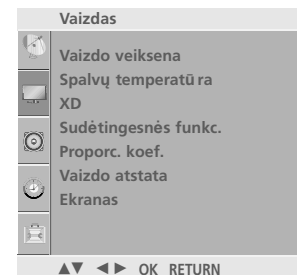 Vaizdas
Vaizdo veiksena
Spalvų temperatūra
XD
Sudėtingesnės funkc.
Proporc. koef.
Vaizdo atstata
Ekranas
▲▼ ◄► OK RETURN